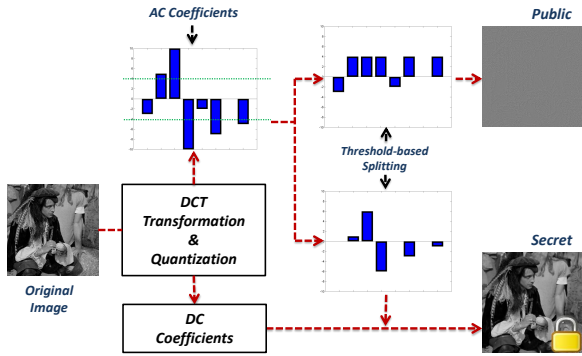 AC Coefficients
Public
Threshold-based
Splitting
DCT
Transformation
&
Quantization
Original
Image
Secret
DC
Coefficients